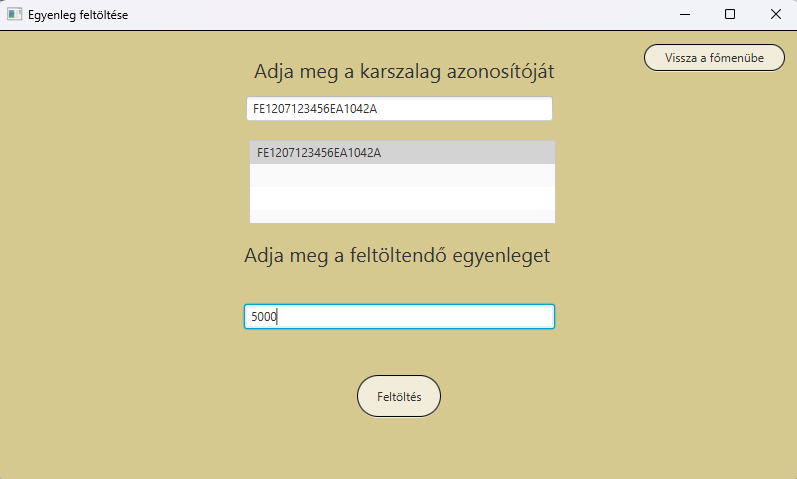 Egyenleg feltöltése
Vissza a főmenübe
Adja meg a karszalag azonosítóját
FE1207123456EA1042A
FE1207123456EA1042A
Adja meg a feltöltendő egyenleget
5000
Feltöltés